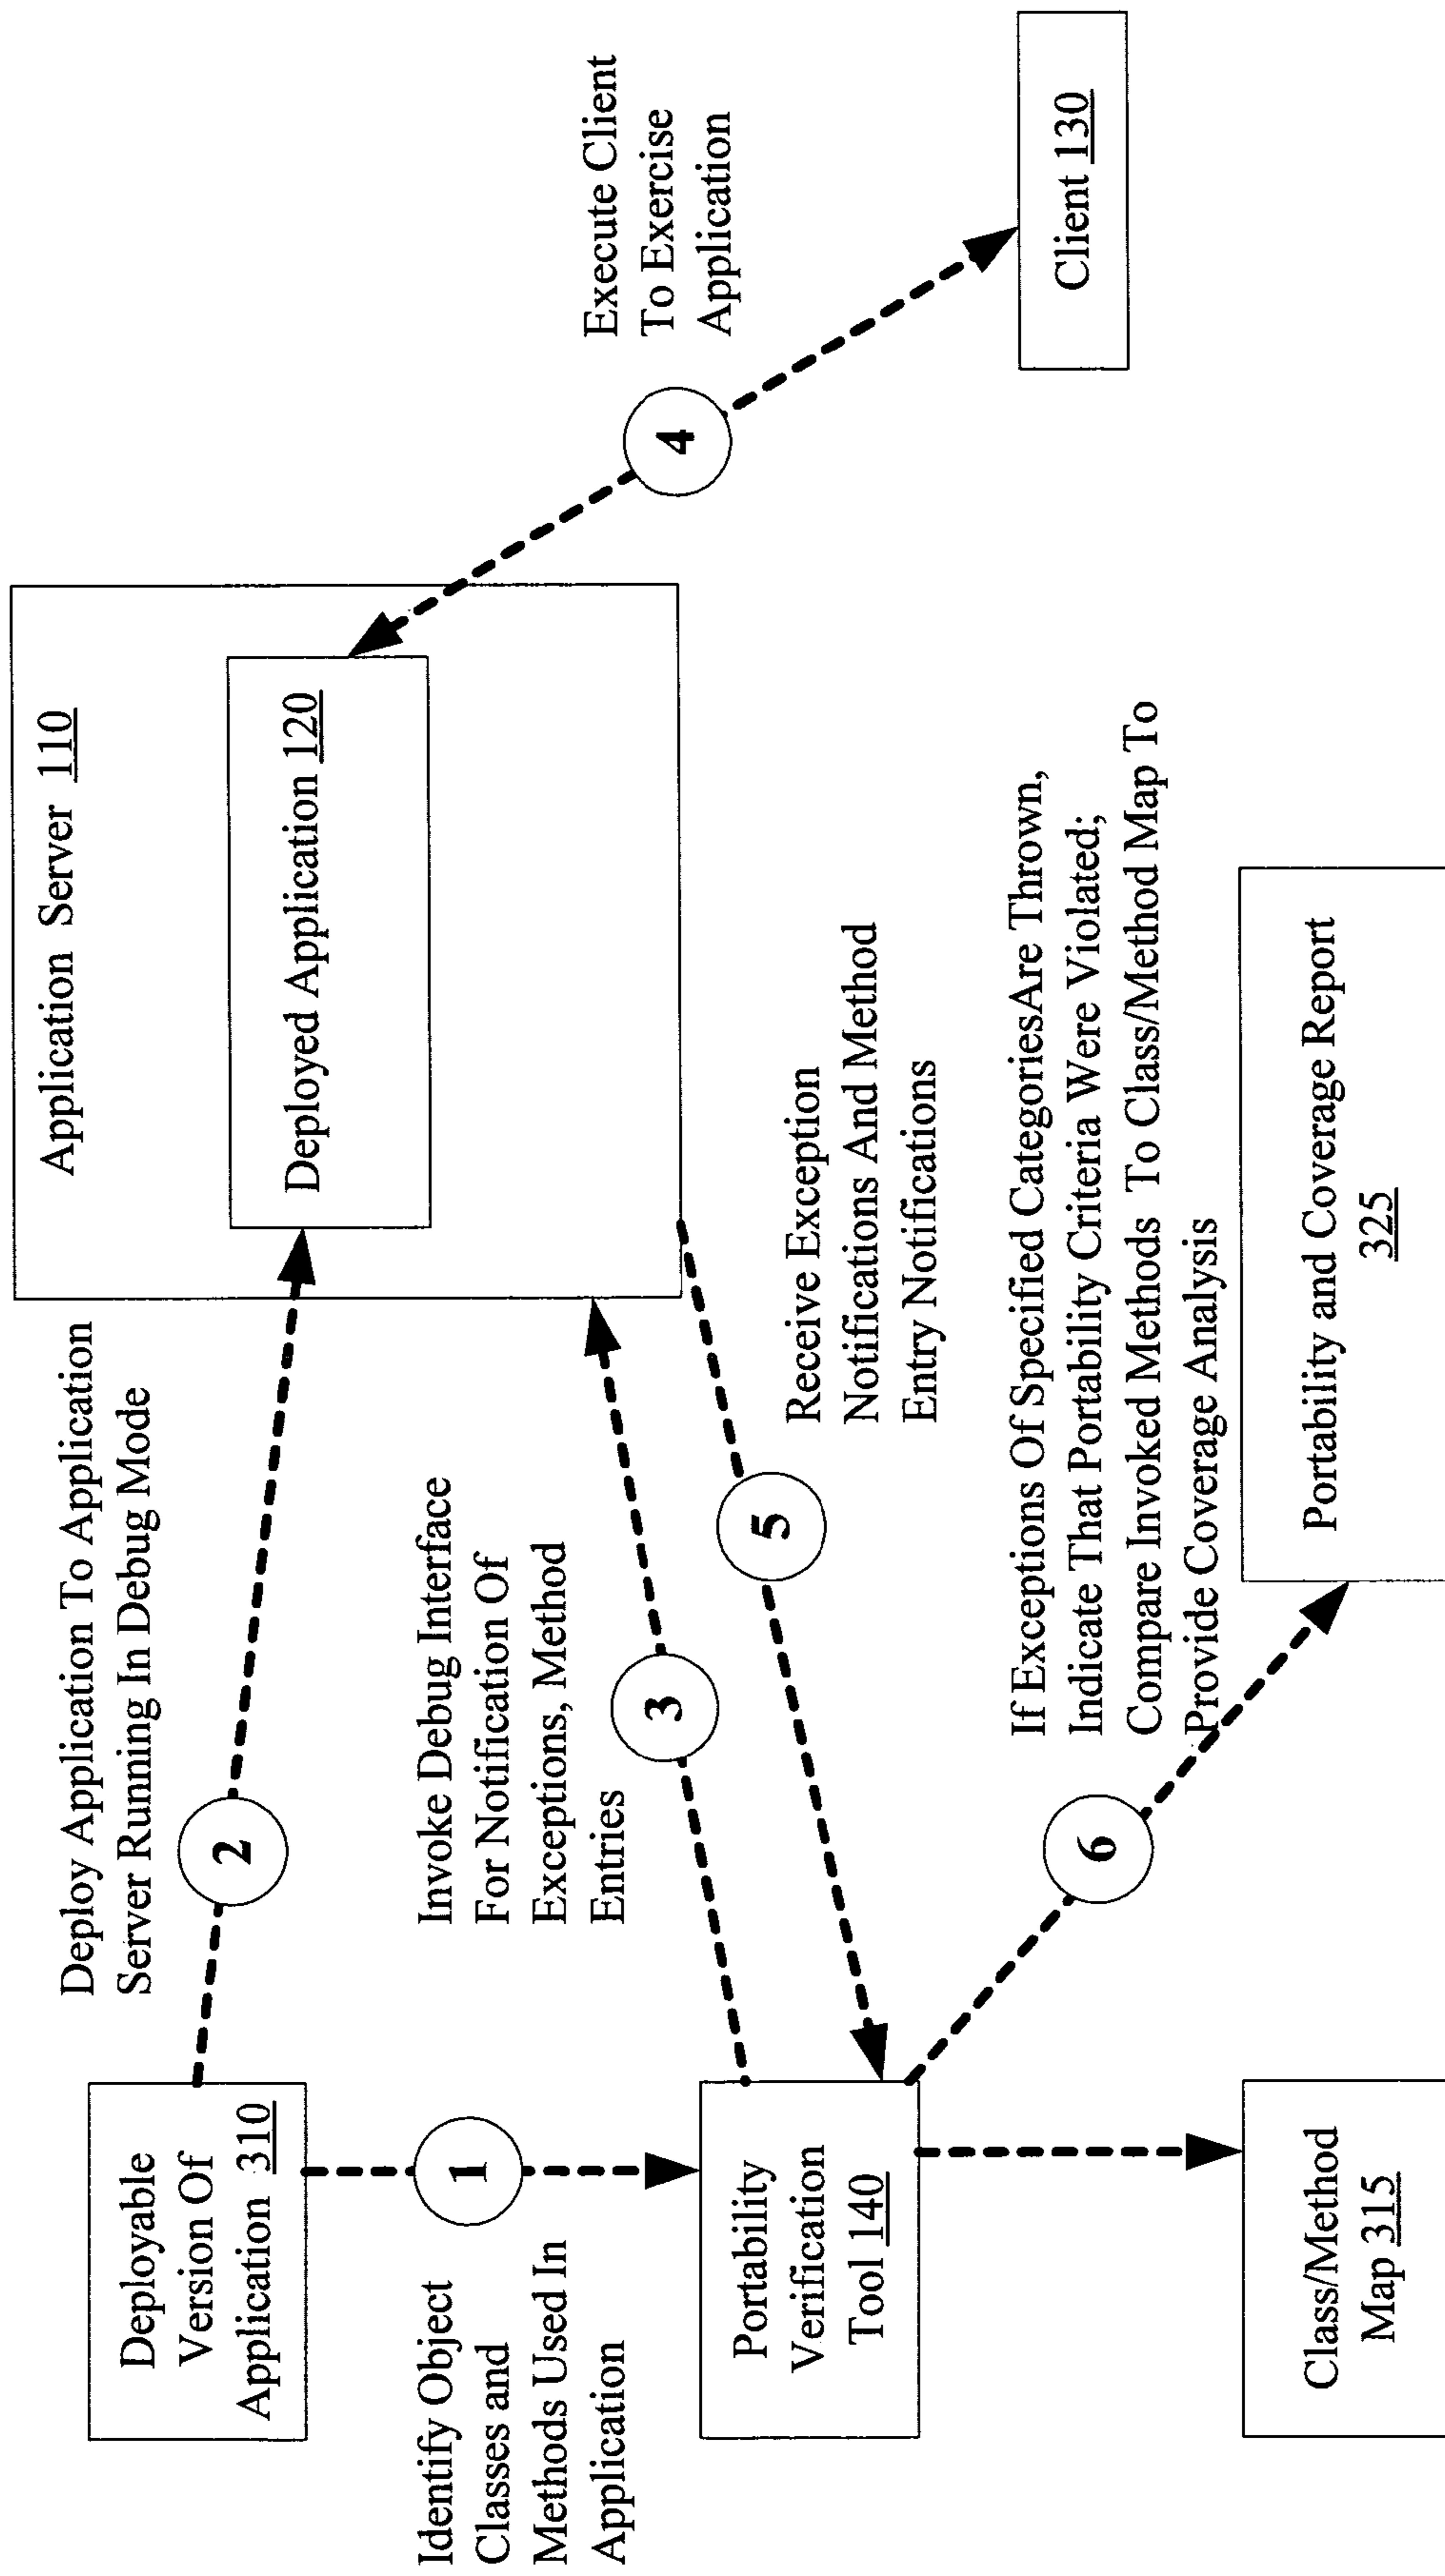 Deployable
Version Of
Application 310
2
Deploy Application To Application
Server Running In Debug Mode
Application Server 110
Deployed Application 120
1
Identify Object
Classes and
Methods Used In
Application
Invoke Debug Interface
For Notification Of
Exceptions, Method
Entries
3
4
Execute Client
To Exercise
Application
Portability
Verification
Tool 140
5
Receive Exception
Notifications And Method
Entry Notifications
Client 130
6
If Exceptions Of Specified CategoriesAre Thrown,
Indicate That Portability Criteria Were Violated;
Compare Invoked Methods To Class/Method Map To
Provide Coverage Analysis
Class/Method
Map 315
Portability and Coverage Report
325